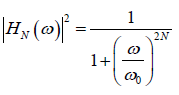 |H_N(ω)|² = 1 / (1 + (ω/ω₀)^{2N})